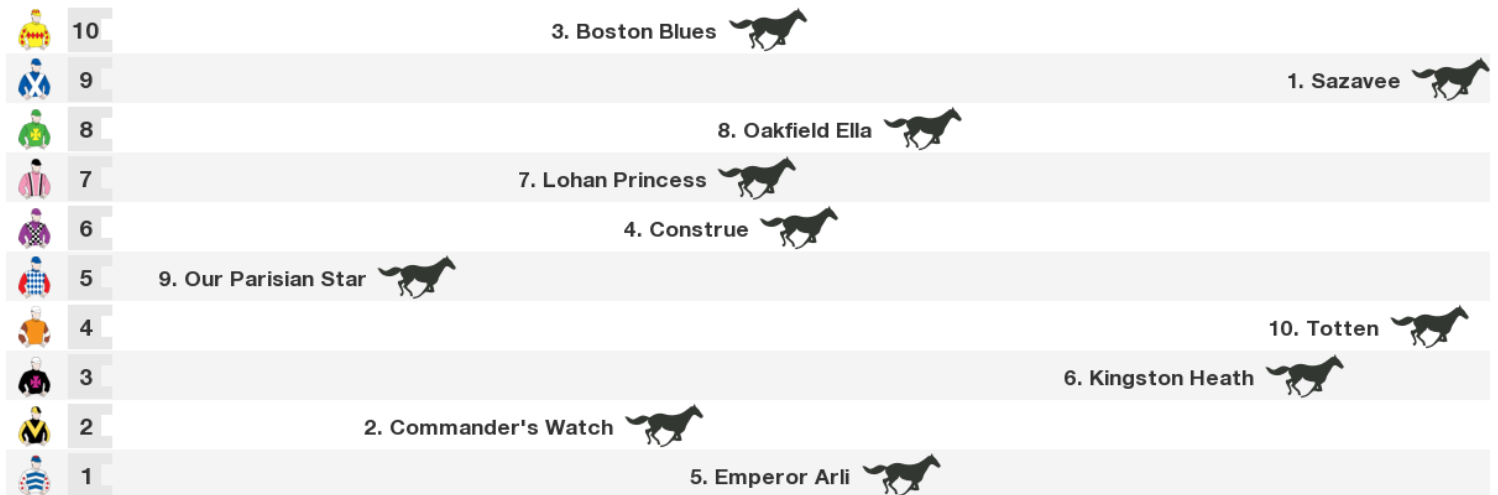 10 3. Boston Blues
9 1. Sazavee
8 8. Oakfield Ella
7 7. Lohan Princess
6 4. Construe
5 9. Our Parisian Star
4 10. Totten
3 6. Kingston Heath
2 2. Commander's Watch
1 5. Emperor Arli